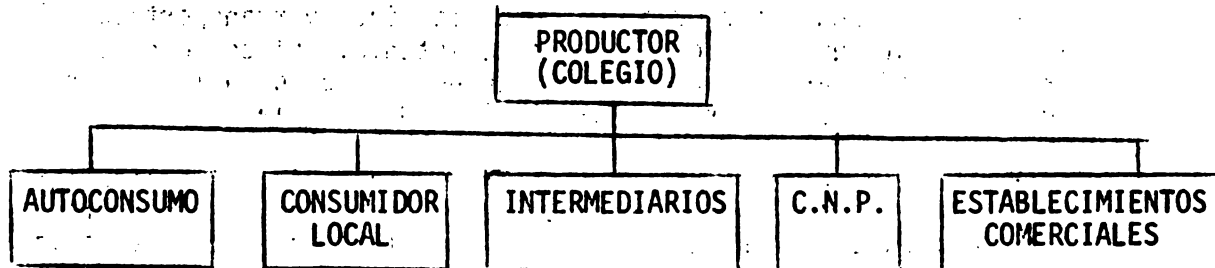 PRODUCTOR
(COLEGIO)
AUTOCONSUMO
CONSUMIDOR
LOCAL
INTERMEDIARIOS
C.N.P.
ESTABLECIMIENTOS
COMERCIALES